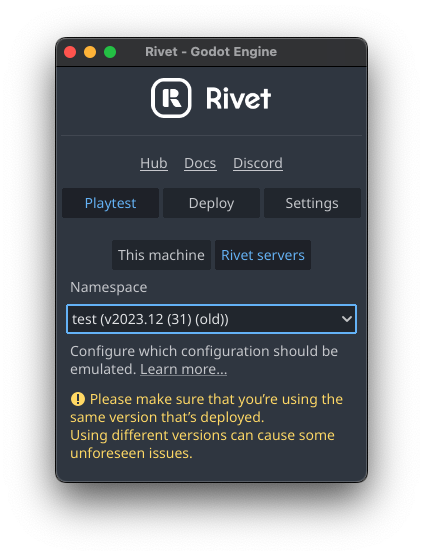 Rivet - Godot Engine
R Rivet
Hub Docs Discord
Playtest Deploy Settings
This machine Rivet servers
Namespace
test (v2023.12 (31) (old))
Configure which configuration should be
emulated. Learn more...
! Please make sure that you’re using the
same version that’s deployed.
Using different versions can cause some
unforeseen issues.